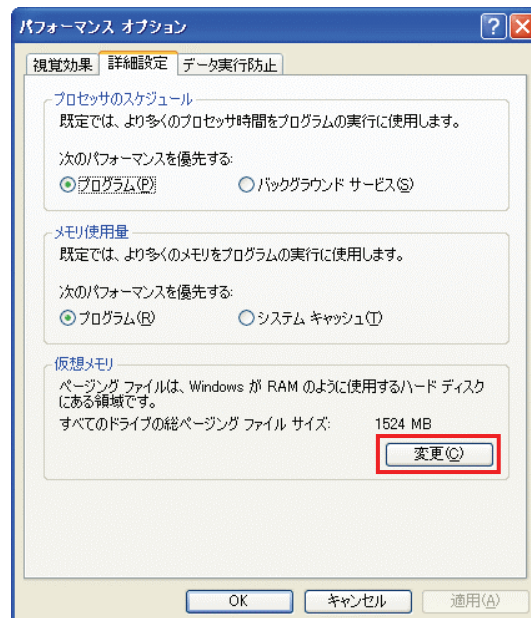 パフォーマンス オプション
視覚効果 詳細設定 データ実行防止
プロセッサのスケジュール
既定では、より多くのプロセッサ時間をプログラムの実行に使用します。
次のパフォーマンスを優先する:
プログラム(P) バックグラウンド サービス(S)
メモリ使用量
既定では、より多くのメモリをプログラムの実行に使用します。
次のパフォーマンスを優先する:
プログラム(R) システム キャッシュ(T)
仮想メモリ
ページング ファイルは、Windows が RAM のように使用するハード ディスク
にある領域です。
すべてのドライブの総ページング ファイル サイズ: 1524 MB
変更(C)
OK キャンセル 適用(A)